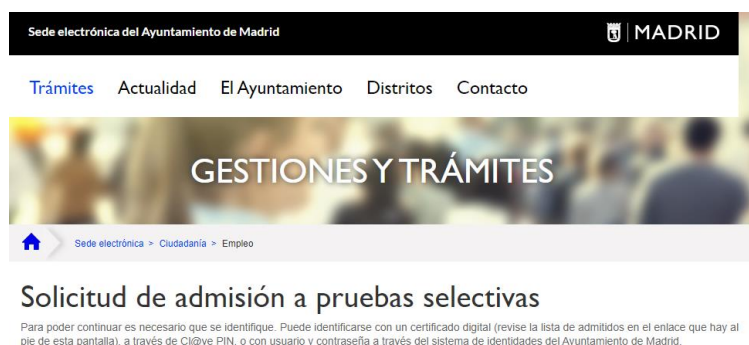 Sede electrónica del Ayuntamiento de Madrid
MADRID
Trámites Actualidad El Ayuntamiento Distritos Contacto
GESTIONES Y TRÁMITES
Sede electrónica > Ciudadanía > Empleo
Solicitud de admisión a pruebas selectivas
Para poder continuar es necesario que se identifique. Puede identificarse con un certificado digital (revise la lista de admitidos en el enlace que hay al
pie de esta pantalla), a través de Cl@ve PIN, o con usuario y contraseña a través del sistema de identidades del Ayuntamiento de Madrid.